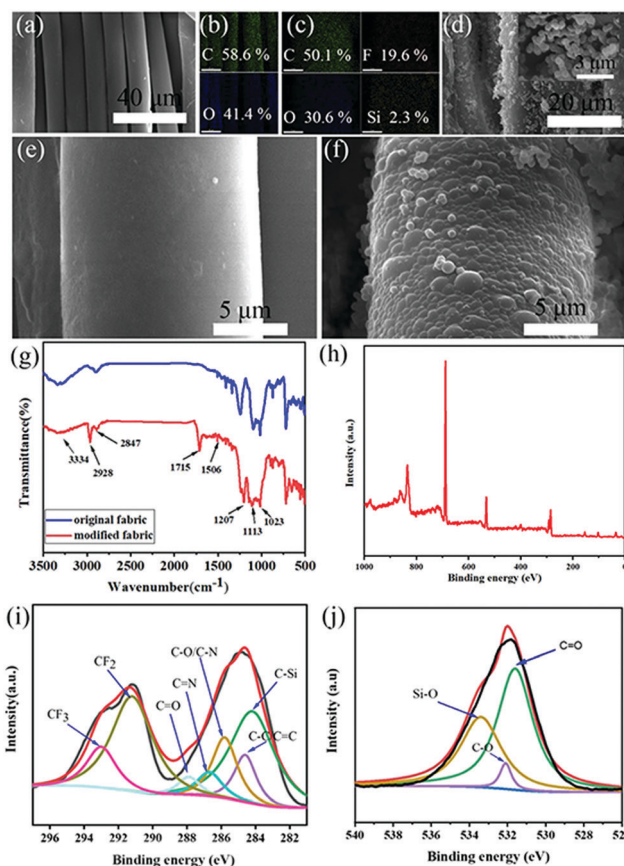 (a)
40 μm
(b)
C 58.6 %
O 41.4 %
(c)
C 50.1 %
F 19.6 %
O 30.6 %
Si 2.3 %
(d)
3 μm
20 μm
(e)
5 μm
(f)
5 μm
(g)
Transmittance(%)
3334
2928
2847
1715
1506
1207
1113
1023
original fabric
modified fabric
3500 3000 2500 2000 1500 1000 500
Wavenumber(cm⁻¹)
(h)
Intensity (a.u.)
1000 800 600 400 200 0
Binding energy (eV)
(i)
Intensity(a.u.)
CF₃
CF₂
C=O
C=N
C-O/C-N
C-Si
C-C/C=C
296 294 292 290 288 286 284 282
Binding energy (eV)
(j)
Intensity(a.u)
Si-O
C-O
C=O
540 538 536 534 532 530 528 526
Binding energy (eV)